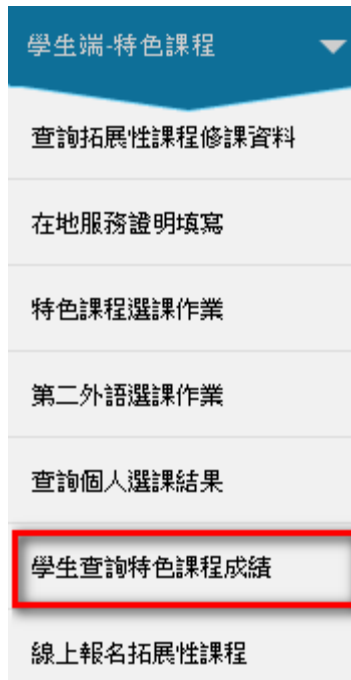 學生端-特色課程
查詢拓展性課程修課資料
在地服務證明填寫
特色課程選課作業
第二外語選課作業
查詢個人選課結果
學生查詢特色課程成績
線上報名拓展性課程